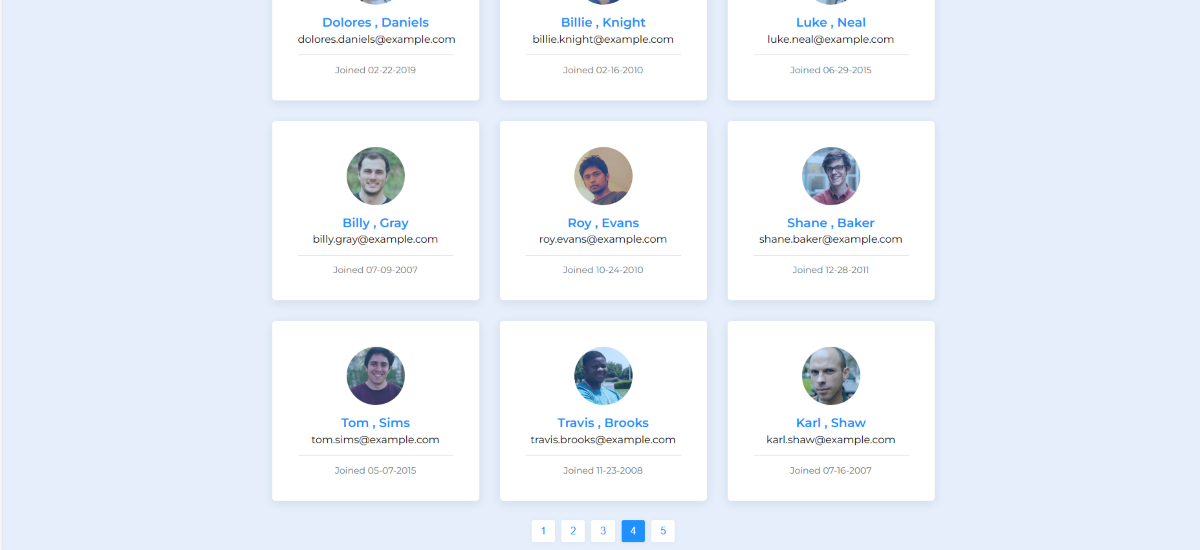 Dolores , Daniels
dolores.daniels@example.com
Joined 02-22-2019
Billie , Knight
billie.knight@example.com
Joined 02-16-2010
Luke , Neal
luke.neal@example.com
Joined 06-29-2015
Billy , Gray
billy.gray@example.com
Joined 07-09-2007
Roy , Evans
roy.evans@example.com
Joined 10-24-2010
Shane , Baker
shane.baker@example.com
Joined 12-28-2011
Tom , Sims
tom.sims@example.com
Joined 05-07-2015
Travis , Brooks
travis.brooks@example.com
Joined 11-23-2008
Karl , Shaw
karl.shaw@example.com
Joined 07-16-2007
1 2 3 4 5